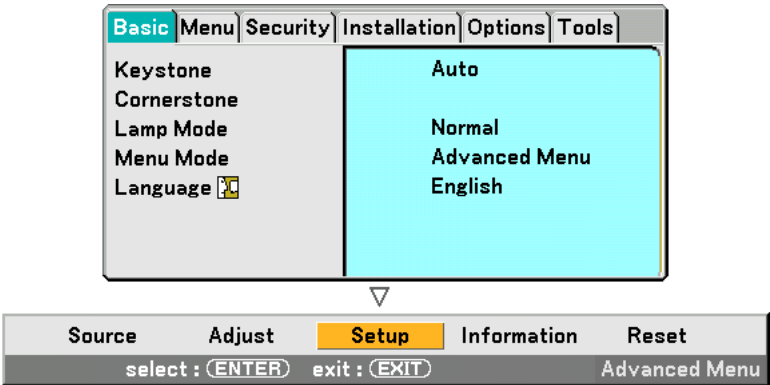 Basic Menu Security Installation Options Tools
Keystone Auto
Cornerstone
Lamp Mode Normal
Menu Mode Advanced Menu
Language English
Source Adjust Setup Information Reset
select : ENTER exit : EXIT Advanced Menu